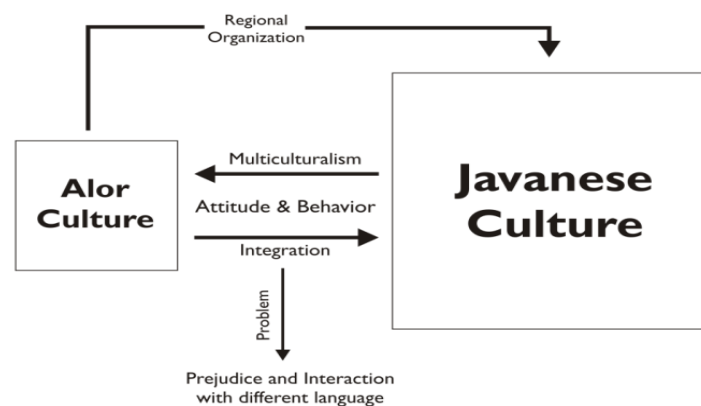 Regional
Organization
Alor
Culture
Multiculturalism
Attitude & Behavior
Integration
Javanese
Culture
Problem
Prejudice and Interaction
with different language